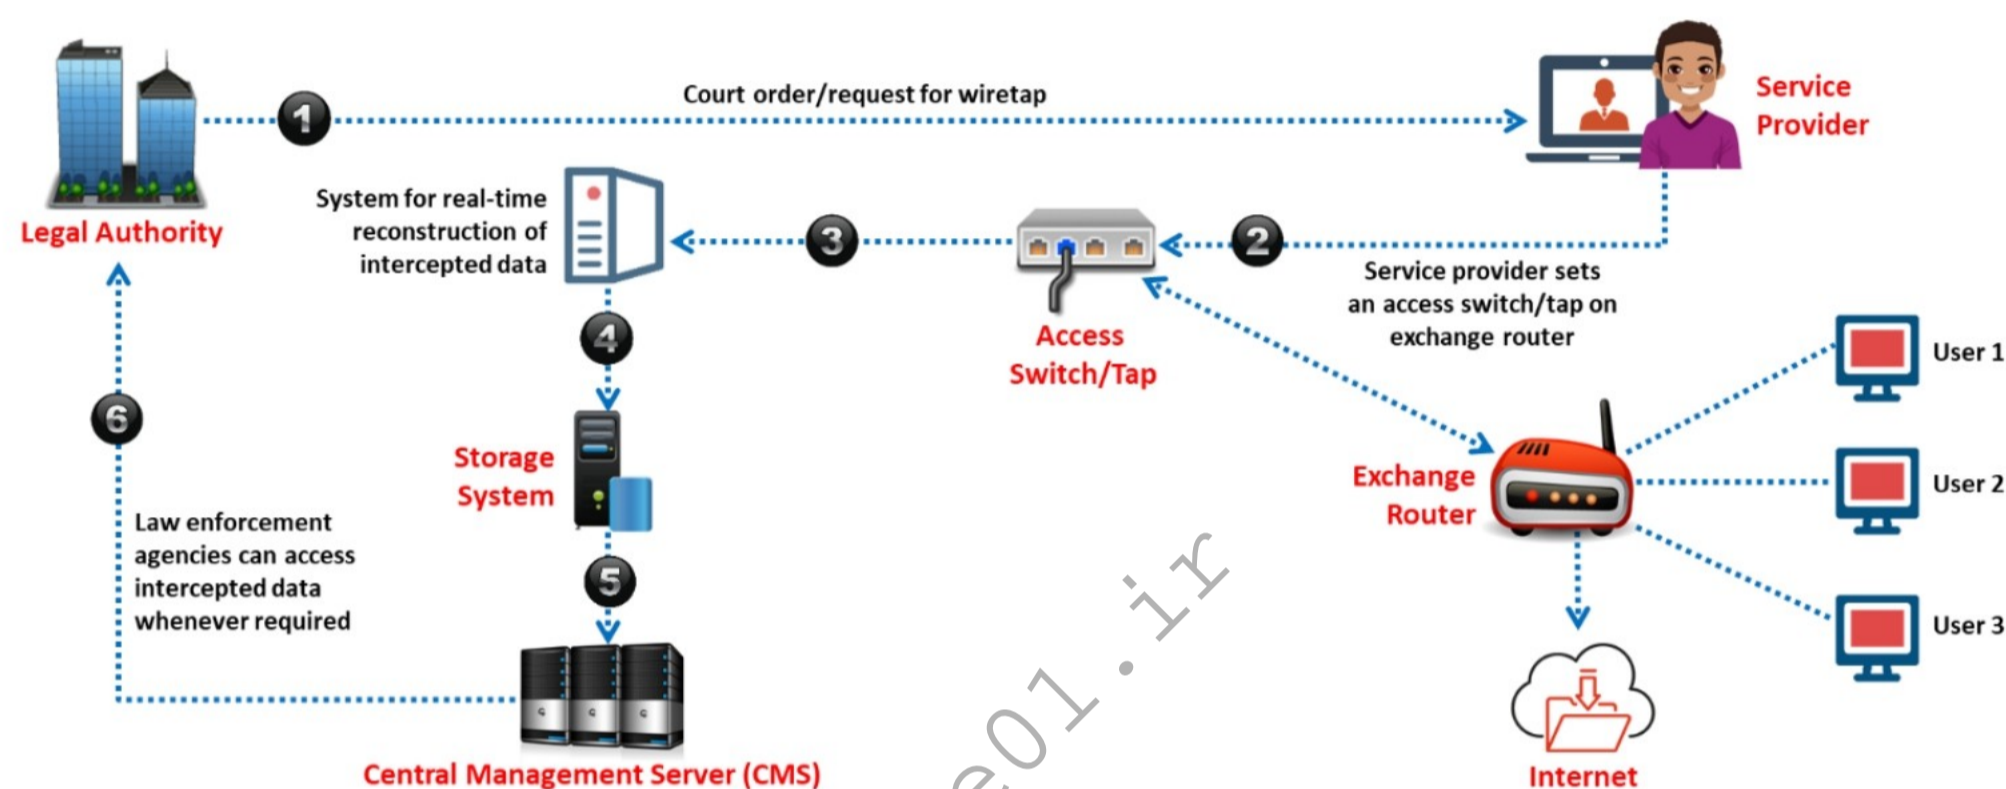 Court order/request for wiretap
1
Service
Provider
Legal Authority
System for real-time
reconstruction of
intercepted data
3
2
Service provider sets
an access switch/tap on
exchange router
Access
Switch/Tap
4
User 1
6
Storage
System
Exchange
Router
User 2
Law enforcement
agencies can access
intercepted data
whenever required
5
User 3
Central Management Server (CMS)
Internet
e01.ir